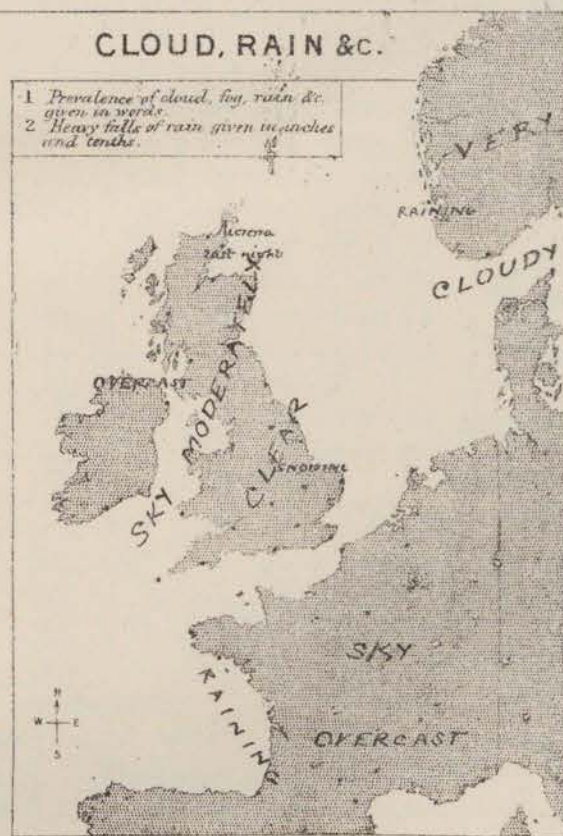 CLOUD, RAIN &c.
1 Prevalence of cloud, fog, rain &c.
given in words.
2 Heavy falls of rain given in inches
and tenths.
VERY
RAINING
CLOUDY
last night
OVERCAST
SKY MODERATELY
CLEAR
SNOWING
N
W E
S
RAINING
SKY
OVERCAST